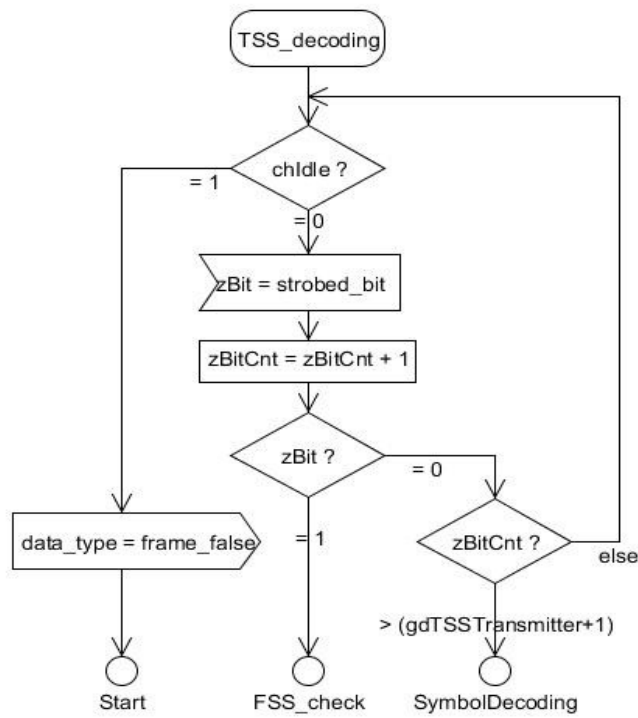 TSS_decoding
chIdle ?
= 1
= 0
zBit = strobed_bit
zBitCnt = zBitCnt + 1
zBit ?
= 0
data_type = frame_false
= 1
zBitCnt ?
else
> (gdTSSTransmitter+1)
Start
FSS_check
SymbolDecoding